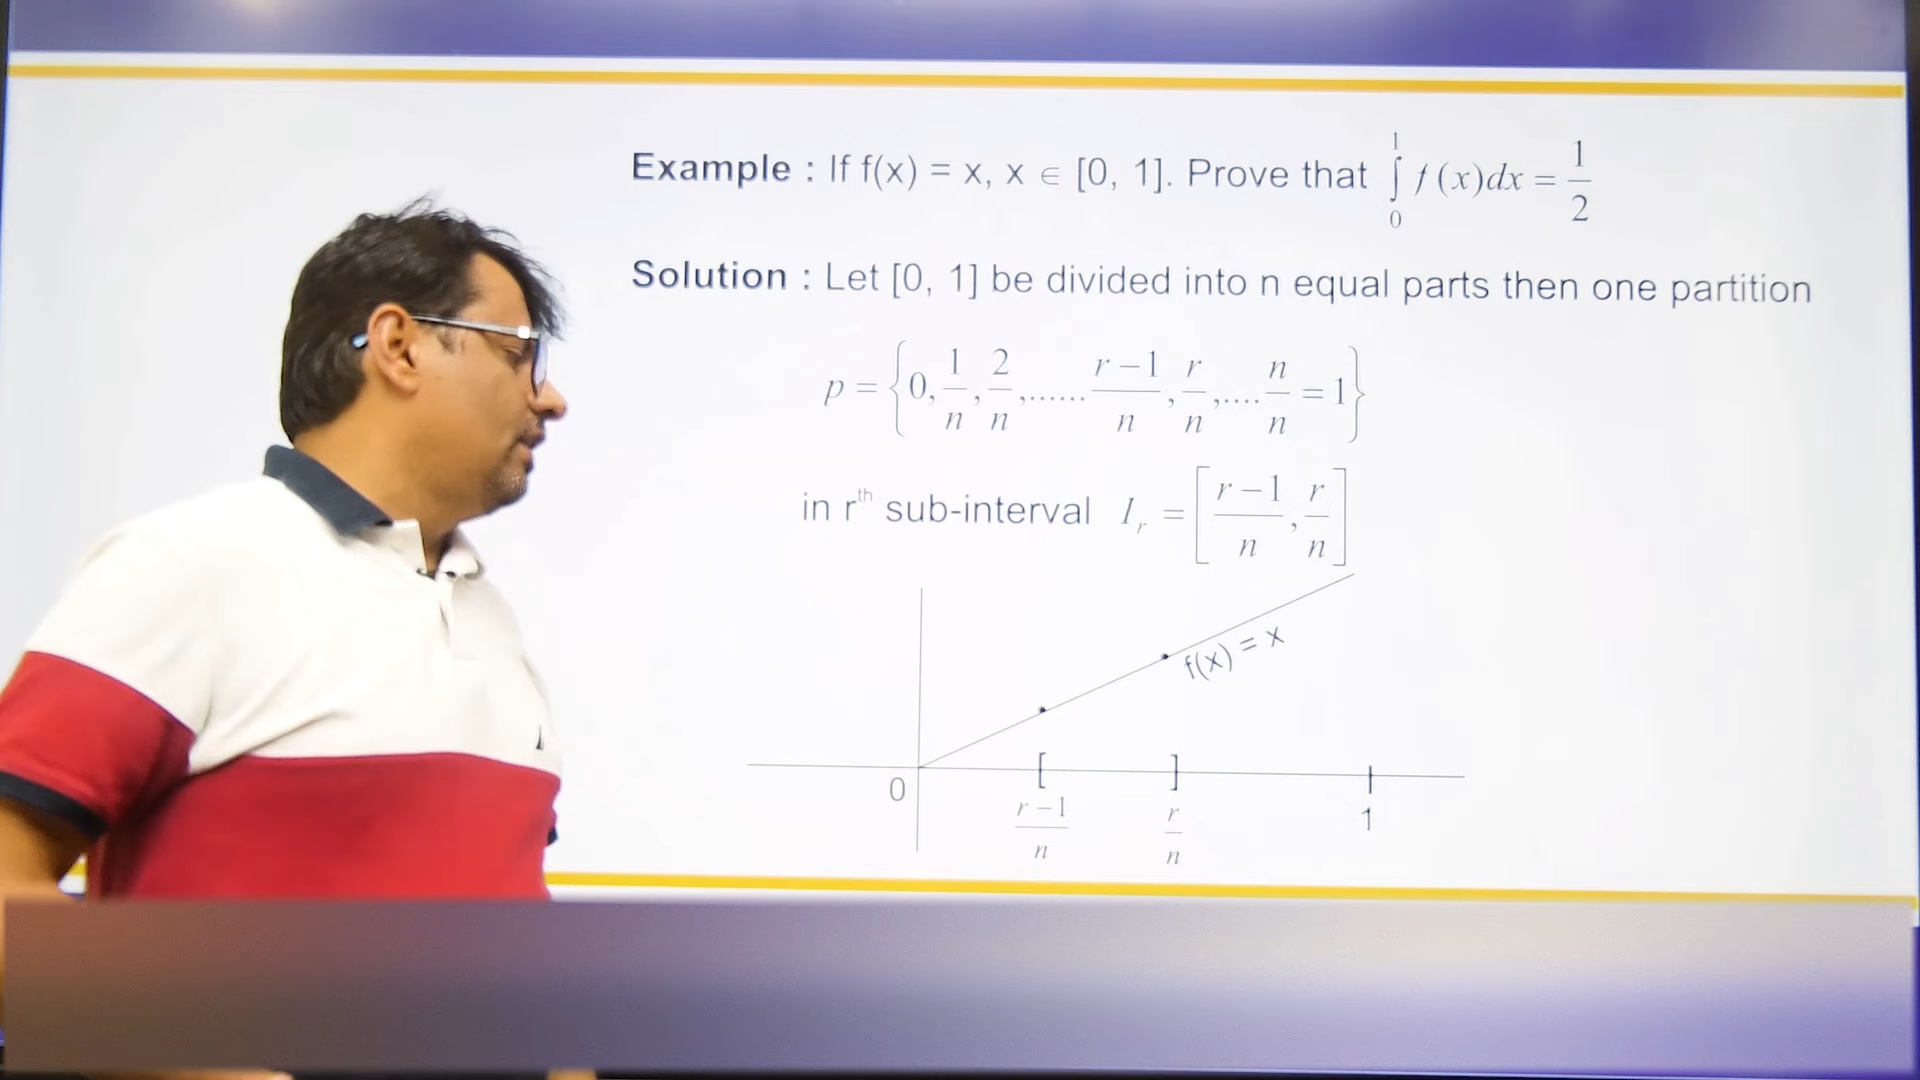 Example : If f(x) = x, x ∈ [0, 1]. Prove that ∫₀¹ f(x)dx = 1/2
Solution : Let [0, 1] be divided into n equal parts then one partition
p = {0, 1/n, 2/n, ...... (r−1)/n, r/n, .... n/n = 1}
in rᵗʰ sub-interval Iᵣ = [(r−1)/n, r/n]
f(x) = x
0 (r−1)/n r/n 1